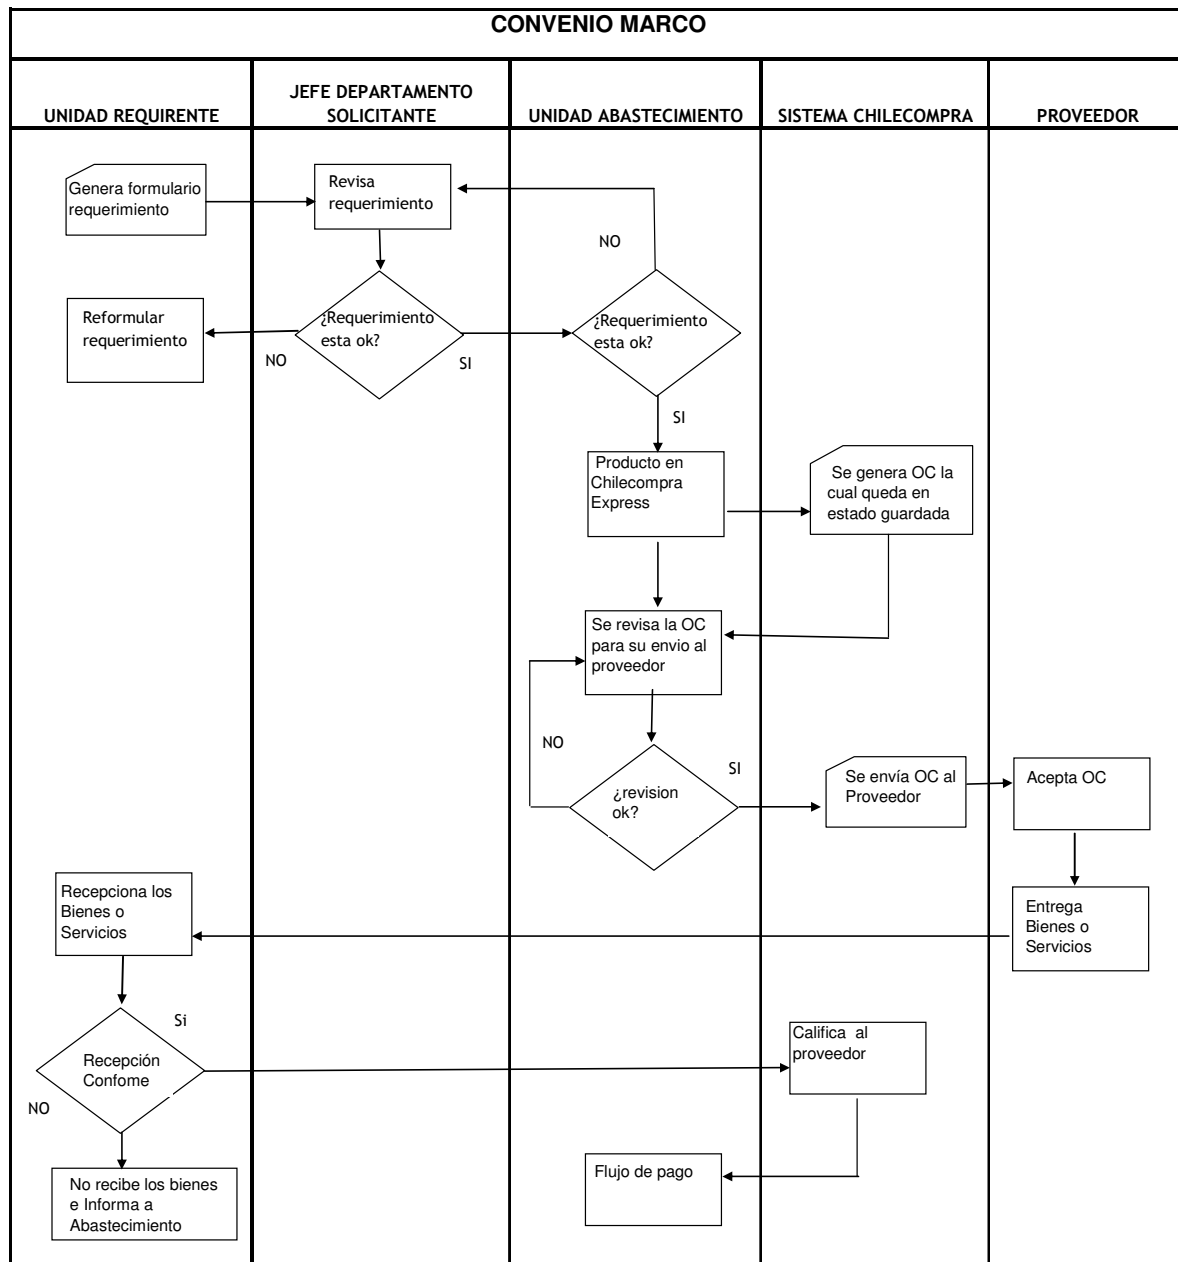 CONVENIO MARCO
UNIDAD REQUIRENTE
JEFE DEPARTAMENTO
SOLICITANTE
UNIDAD ABASTECIMIENTO
SISTEMA CHILECOMPRA
PROVEEDOR
Genera formulario
requerimiento
Revisa
requerimiento
NO
Reformular
requerimiento
NO
¿Requerimiento
esta ok?
SI
¿Requerimiento
esta ok?
SI
Producto en
Chilecompra
Express
Se genera OC la
cual queda en
estado guardada
Se revisa la OC
para su envio al
proveedor
NO
¿revision
ok?
SI
Se envía OC al
Proveedor
Acepta OC
Entrega
Bienes o
Servicios
Recepciona los
Bienes o
Servicios
Si
Recepción
Confome
NO
Califica al
proveedor
No recibe los bienes
e Informa a
Abastecimiento
Flujo de pago